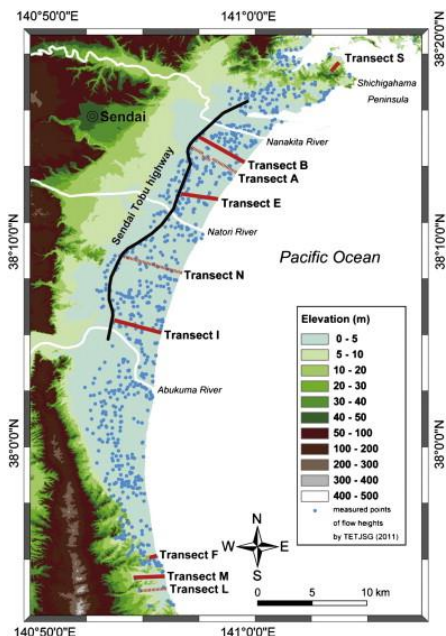 140°50'0"E
141°0'0"E
38°20'0"N
Transect S
Shichigahama
Peninsula
Sendai
Nanakita River
Transect B
Transect A
Sendai Tobu highway
Transect E
38°10'0"N
38°10'0"N
Natori River
Pacific Ocean
Transect N
Elevation (m)
0 - 5
5 - 10
10 - 20
20 - 30
30 - 40
40 - 50
50 - 100
100 - 200
200 - 300
300 - 400
400 - 500
measured points
of flow heights
by TETJSG (2011)
Transect I
Abukuma River
38°0'0"N
38°0'0"N
N
W
E
S
Transect F
Transect M
Transect L
0
5
10 km
140°50'0"E
141°0'0"E